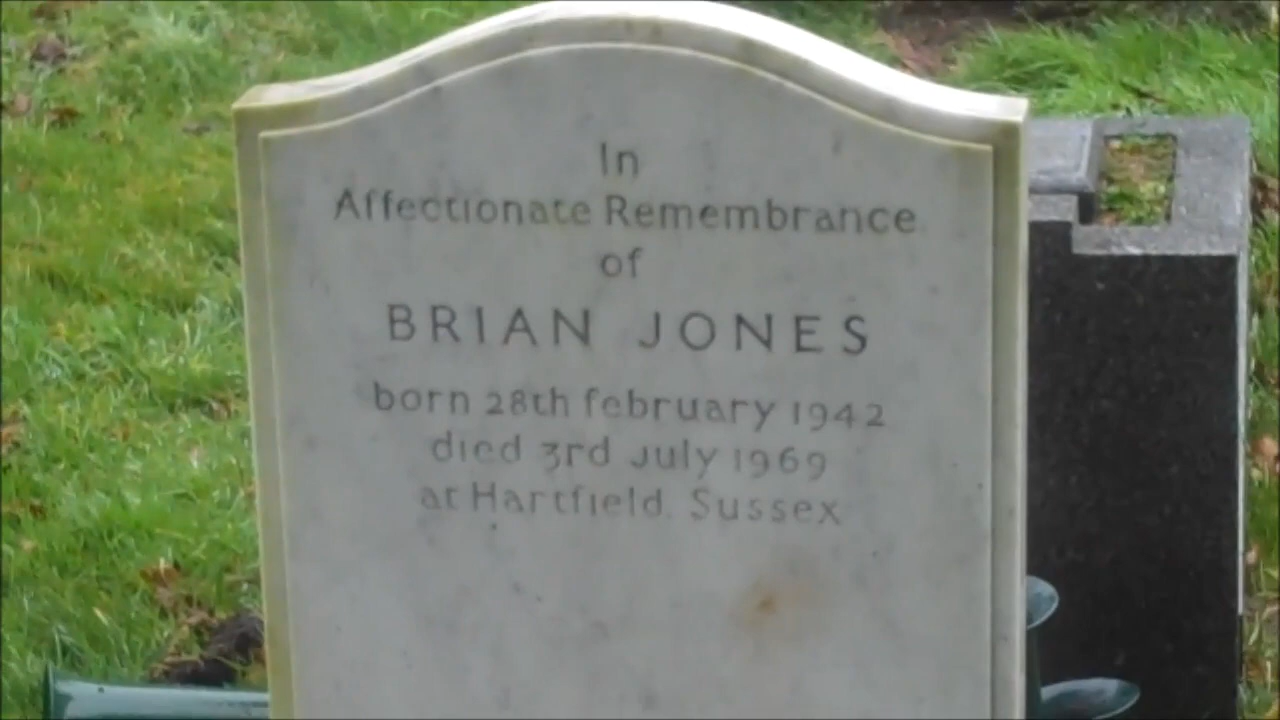 In
Affectionate Remembrance
of
BRIAN JONES
born 28th february 1942
died 3rd July 1969
at Hartfield. Sussex